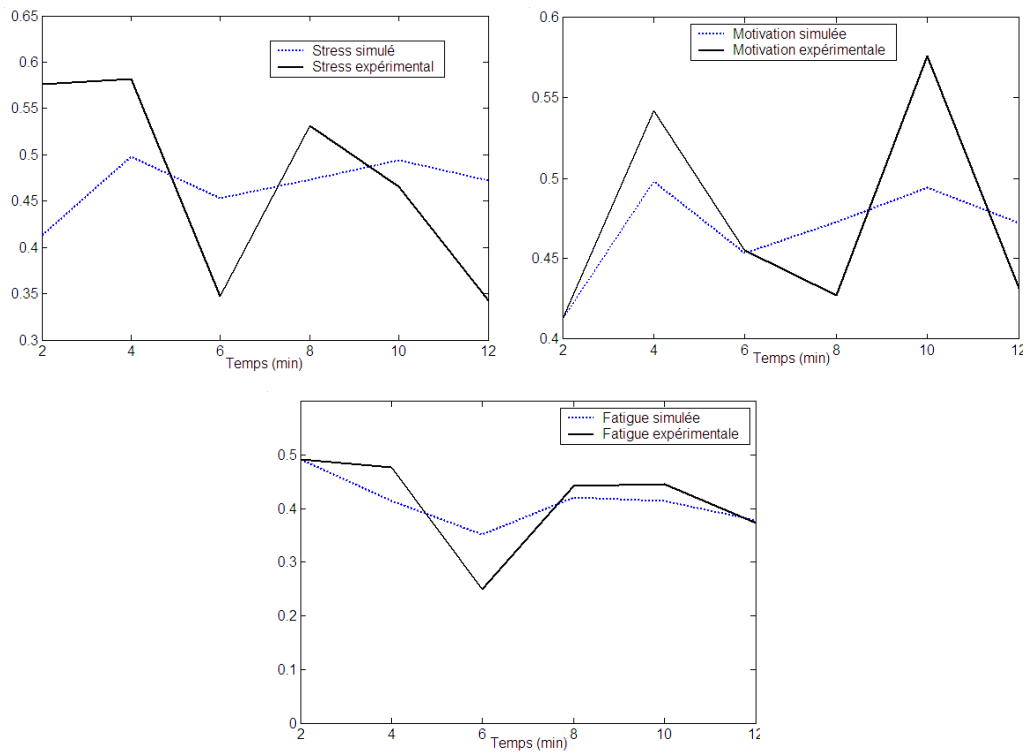 0.65
0.6
0.55
0.5
0.45
0.4
0.35
0.3
Stress simulé
Stress expérimental
2 4 6 8 10 12
Temps (min)
0.6
0.55
0.5
0.45
0.4
Motivation simulée
Motivation expérimentale
2 4 6 8 10 12
Temps (min)
0.5
0.4
0.3
0.2
0.1
0
Fatigue simulée
Fatigue expérimentale
2 4 6 8 10 12
Temps (min)